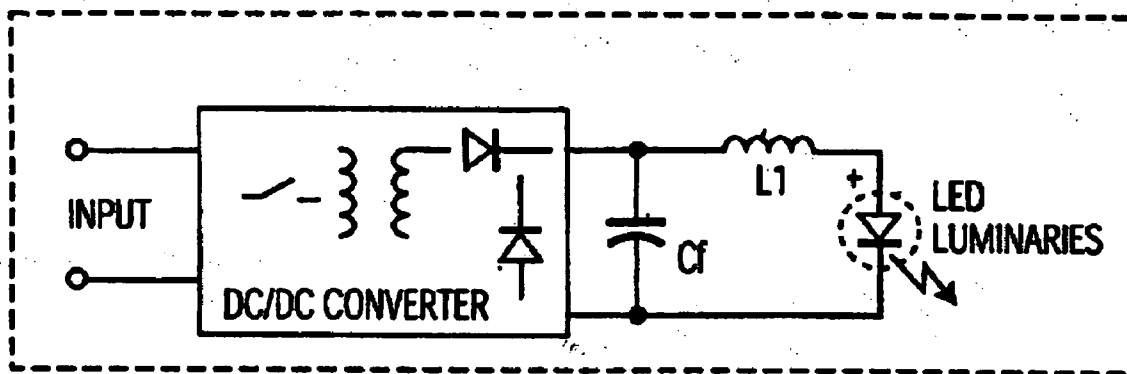 INPUT
DC/DC CONVERTER
Cf
L1
+
LED
LUMINARIES